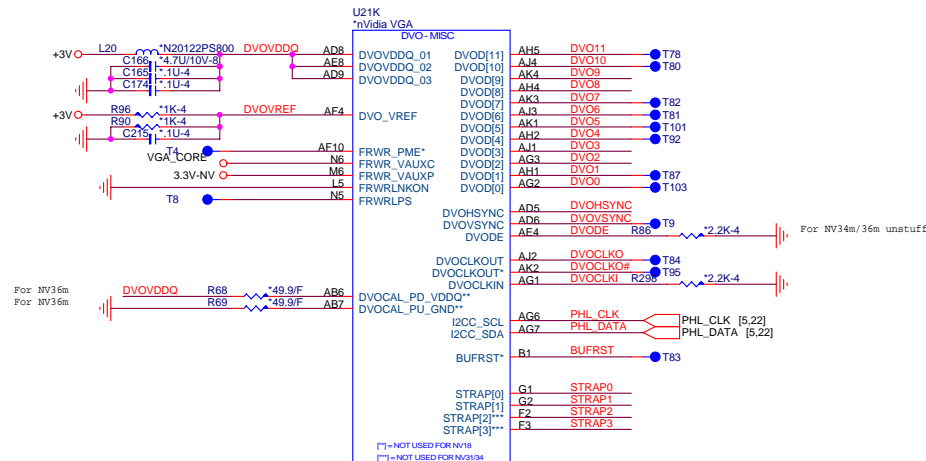 U21K
*nVidia VGA
DVO - MISC
+3V L20 *N20122PS800 DVOVDDQ AD8 DVOVDDQ_01 DVOD[11] AH5 DVO11 T78
C166 *4.7U/10V-8 AE8 DVOVDDQ_02 DVOD[10] AJ4 DVO10 T80
C165 *.1U-4 AD9 DVOVDDQ_03 DVOD[9] AK4 DVO9
C174 *.1U-4 DVOD[8] AH4 DVO8
DVOD[7] AK3 DVO7 T82
+3V R96 *1K-4 DVOVREF AF4 DVO_VREF DVOD[6] AJ3 DVO6 T81
R90 *1K-4 DVOD[5] AK1 DVO5 T101
C215 *.1U-4 DVOD[4] AH2 DVO4 T92
T4 AF10 FRWR_PME* DVOD[3] AJ1 DVO3
VGA_CORE N6 FRWR_VAUXC DVOD[2] AG3 DVO2
3.3V-NV M6 FRWR_VAUXP DVOD[1] AH1 DVO1 T87
L5 FRWRLNKON DVOD[0] AG2 DVO0 T103
T8 N5 FRWRLPS
DVOHSYNC AD5 DVOHSYNC
DVOVSYNC AD6 DVOVSYNC T9
DVODE AE4 DVODE R86 *2.2K-4 For NV34m/36m unstuff
DVOCLKOUT AJ2 DVOCLKO T84
DVOCLKOUT* AK2 DVOCLKO# T95
DVOCLKIN AG1 DVOCLKI R298 *2.2K-4
For NV36m DVOVDDQ R68 *49.9/F AB6 DVOCAL_PD_VDDQ**
For NV36m R69 *49.9/F AB7 DVOCAL_PU_GND**
I2CC_SCL AG6 PHL_CLK PHL_CLK [5,22]
I2CC_SDA AG7 PHL_DATA PHL_DATA [5,22]
BUFRST* B1 BUFRST T83
STRAP[0] G1 STRAP0
STRAP[1] G2 STRAP1
STRAP[2]*** F2 STRAP2
STRAP[3]*** F3 STRAP3
[**] = NOT USED FOR NV18
[***] = NOT USED FOR NV31/34